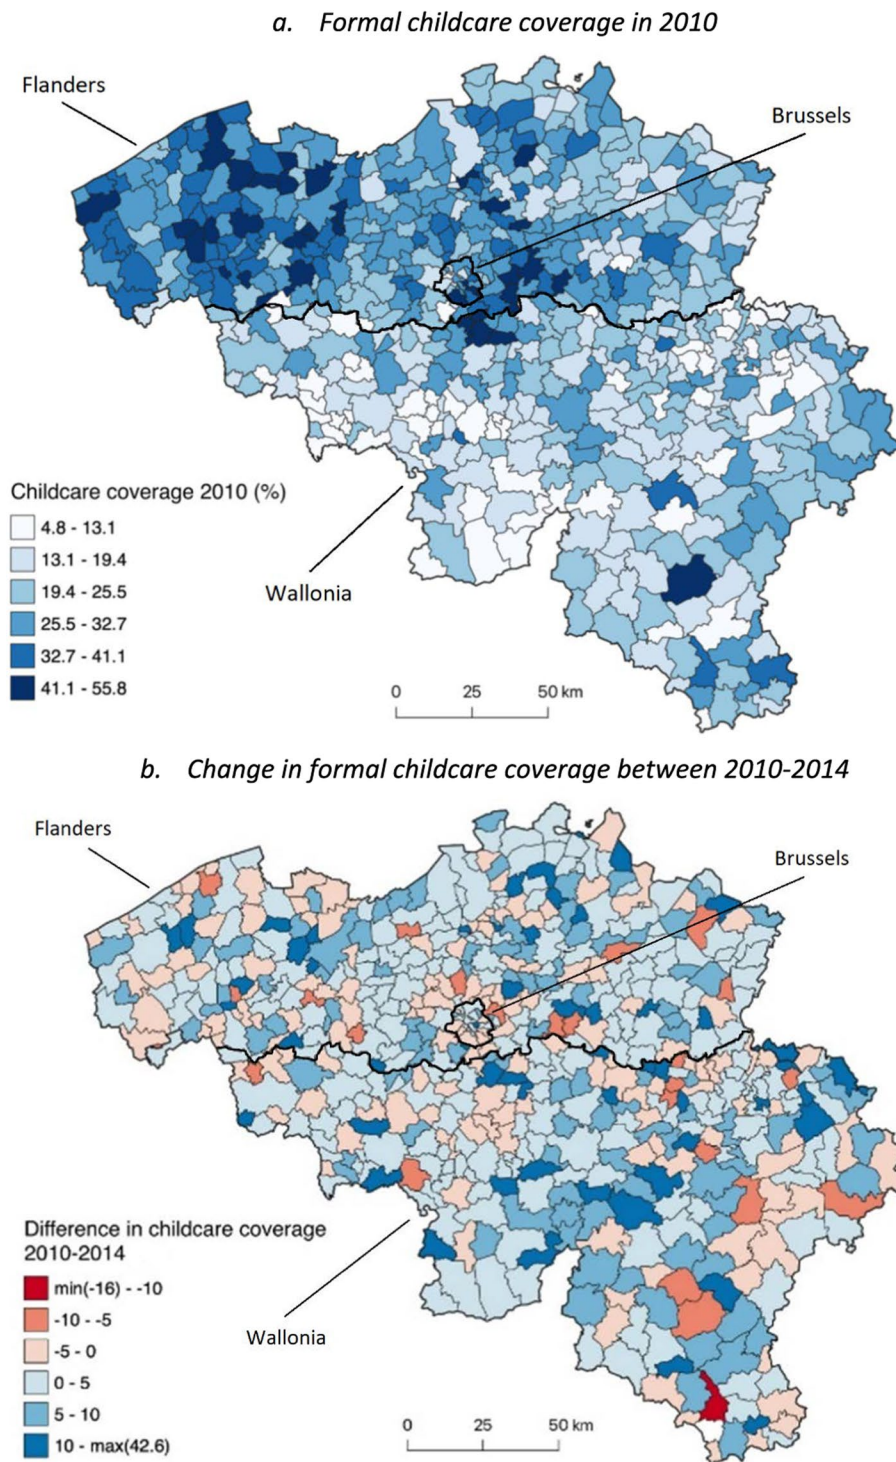 a. Formal childcare coverage in 2010
Flanders
Brussels
Childcare coverage 2010 (%)
4.8 - 13.1
13.1 - 19.4
19.4 - 25.5
25.5 - 32.7
32.7 - 41.1
41.1 - 55.8
Wallonia
0 25 50 km
b. Change in formal childcare coverage between 2010-2014
Flanders
Brussels
Difference in childcare coverage
2010-2014
min(-16) - -10
-10 - -5
-5 - 0
0 - 5
5 - 10
10 - max(42.6)
Wallonia
0 25 50 km